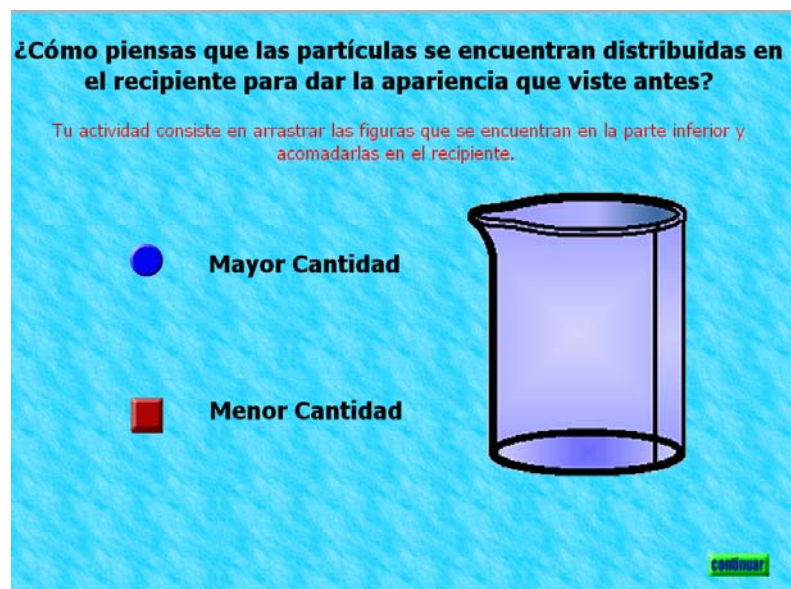 ¿Cómo piensas que las partículas se encuentran distribuidas en
el recipiente para dar la apariencia que viste antes?
Tu actividad consiste en arrastrar las figuras que se encuentran en la parte inferior y
acomadarlas en el recipiente.
Mayor Cantidad
Menor Cantidad
continuar